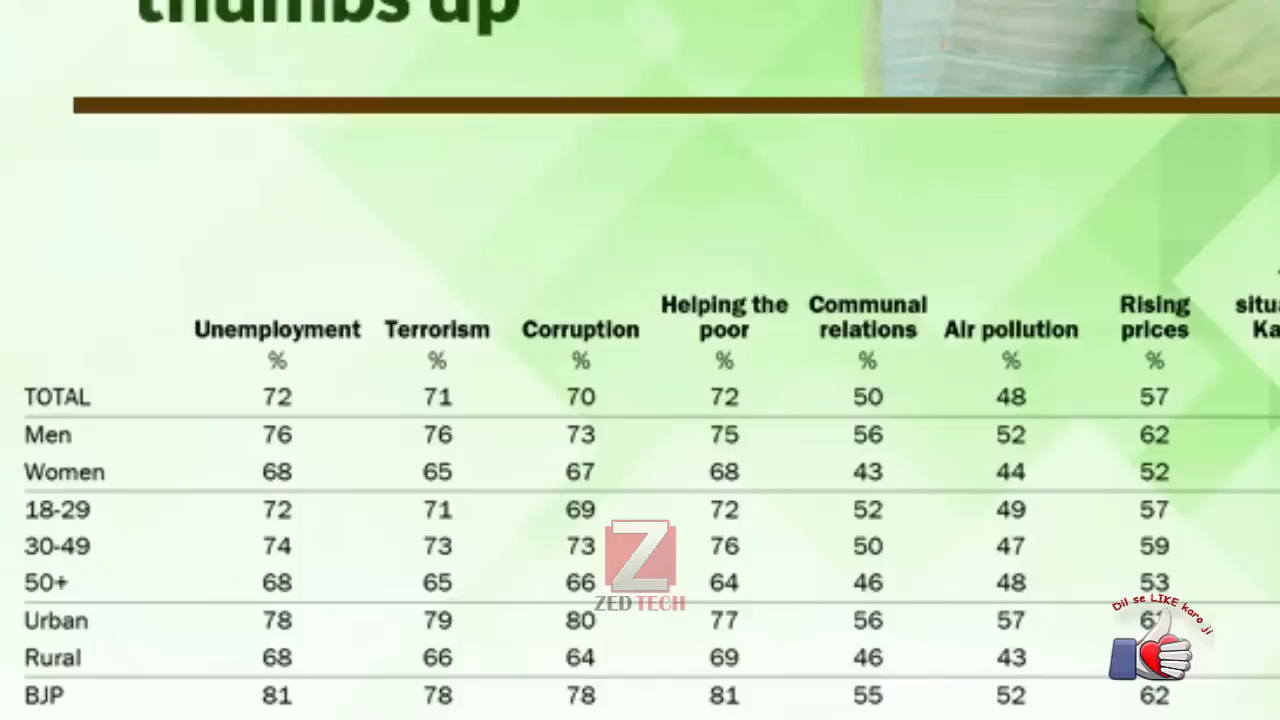 thumbs up
Helping the Communal Rising
Unemployment Terrorism Corruption poor relations Air pollution prices
% % % % % % %
TOTAL 72 71 70 72 50 48 57
Men 76 76 73 75 56 52 62
Women 68 65 67 68 43 44 52
18-29 72 71 69 72 52 49 57
30-49 74 73 73 76 50 47 59
50+ 68 65 66 64 46 48 53
ZED TECH
Dil se LIKE karo ji
Urban 78 79 80 77 56 57
Rural 68 66 64 69 46 43
BJP 81 78 78 81 55 52 62